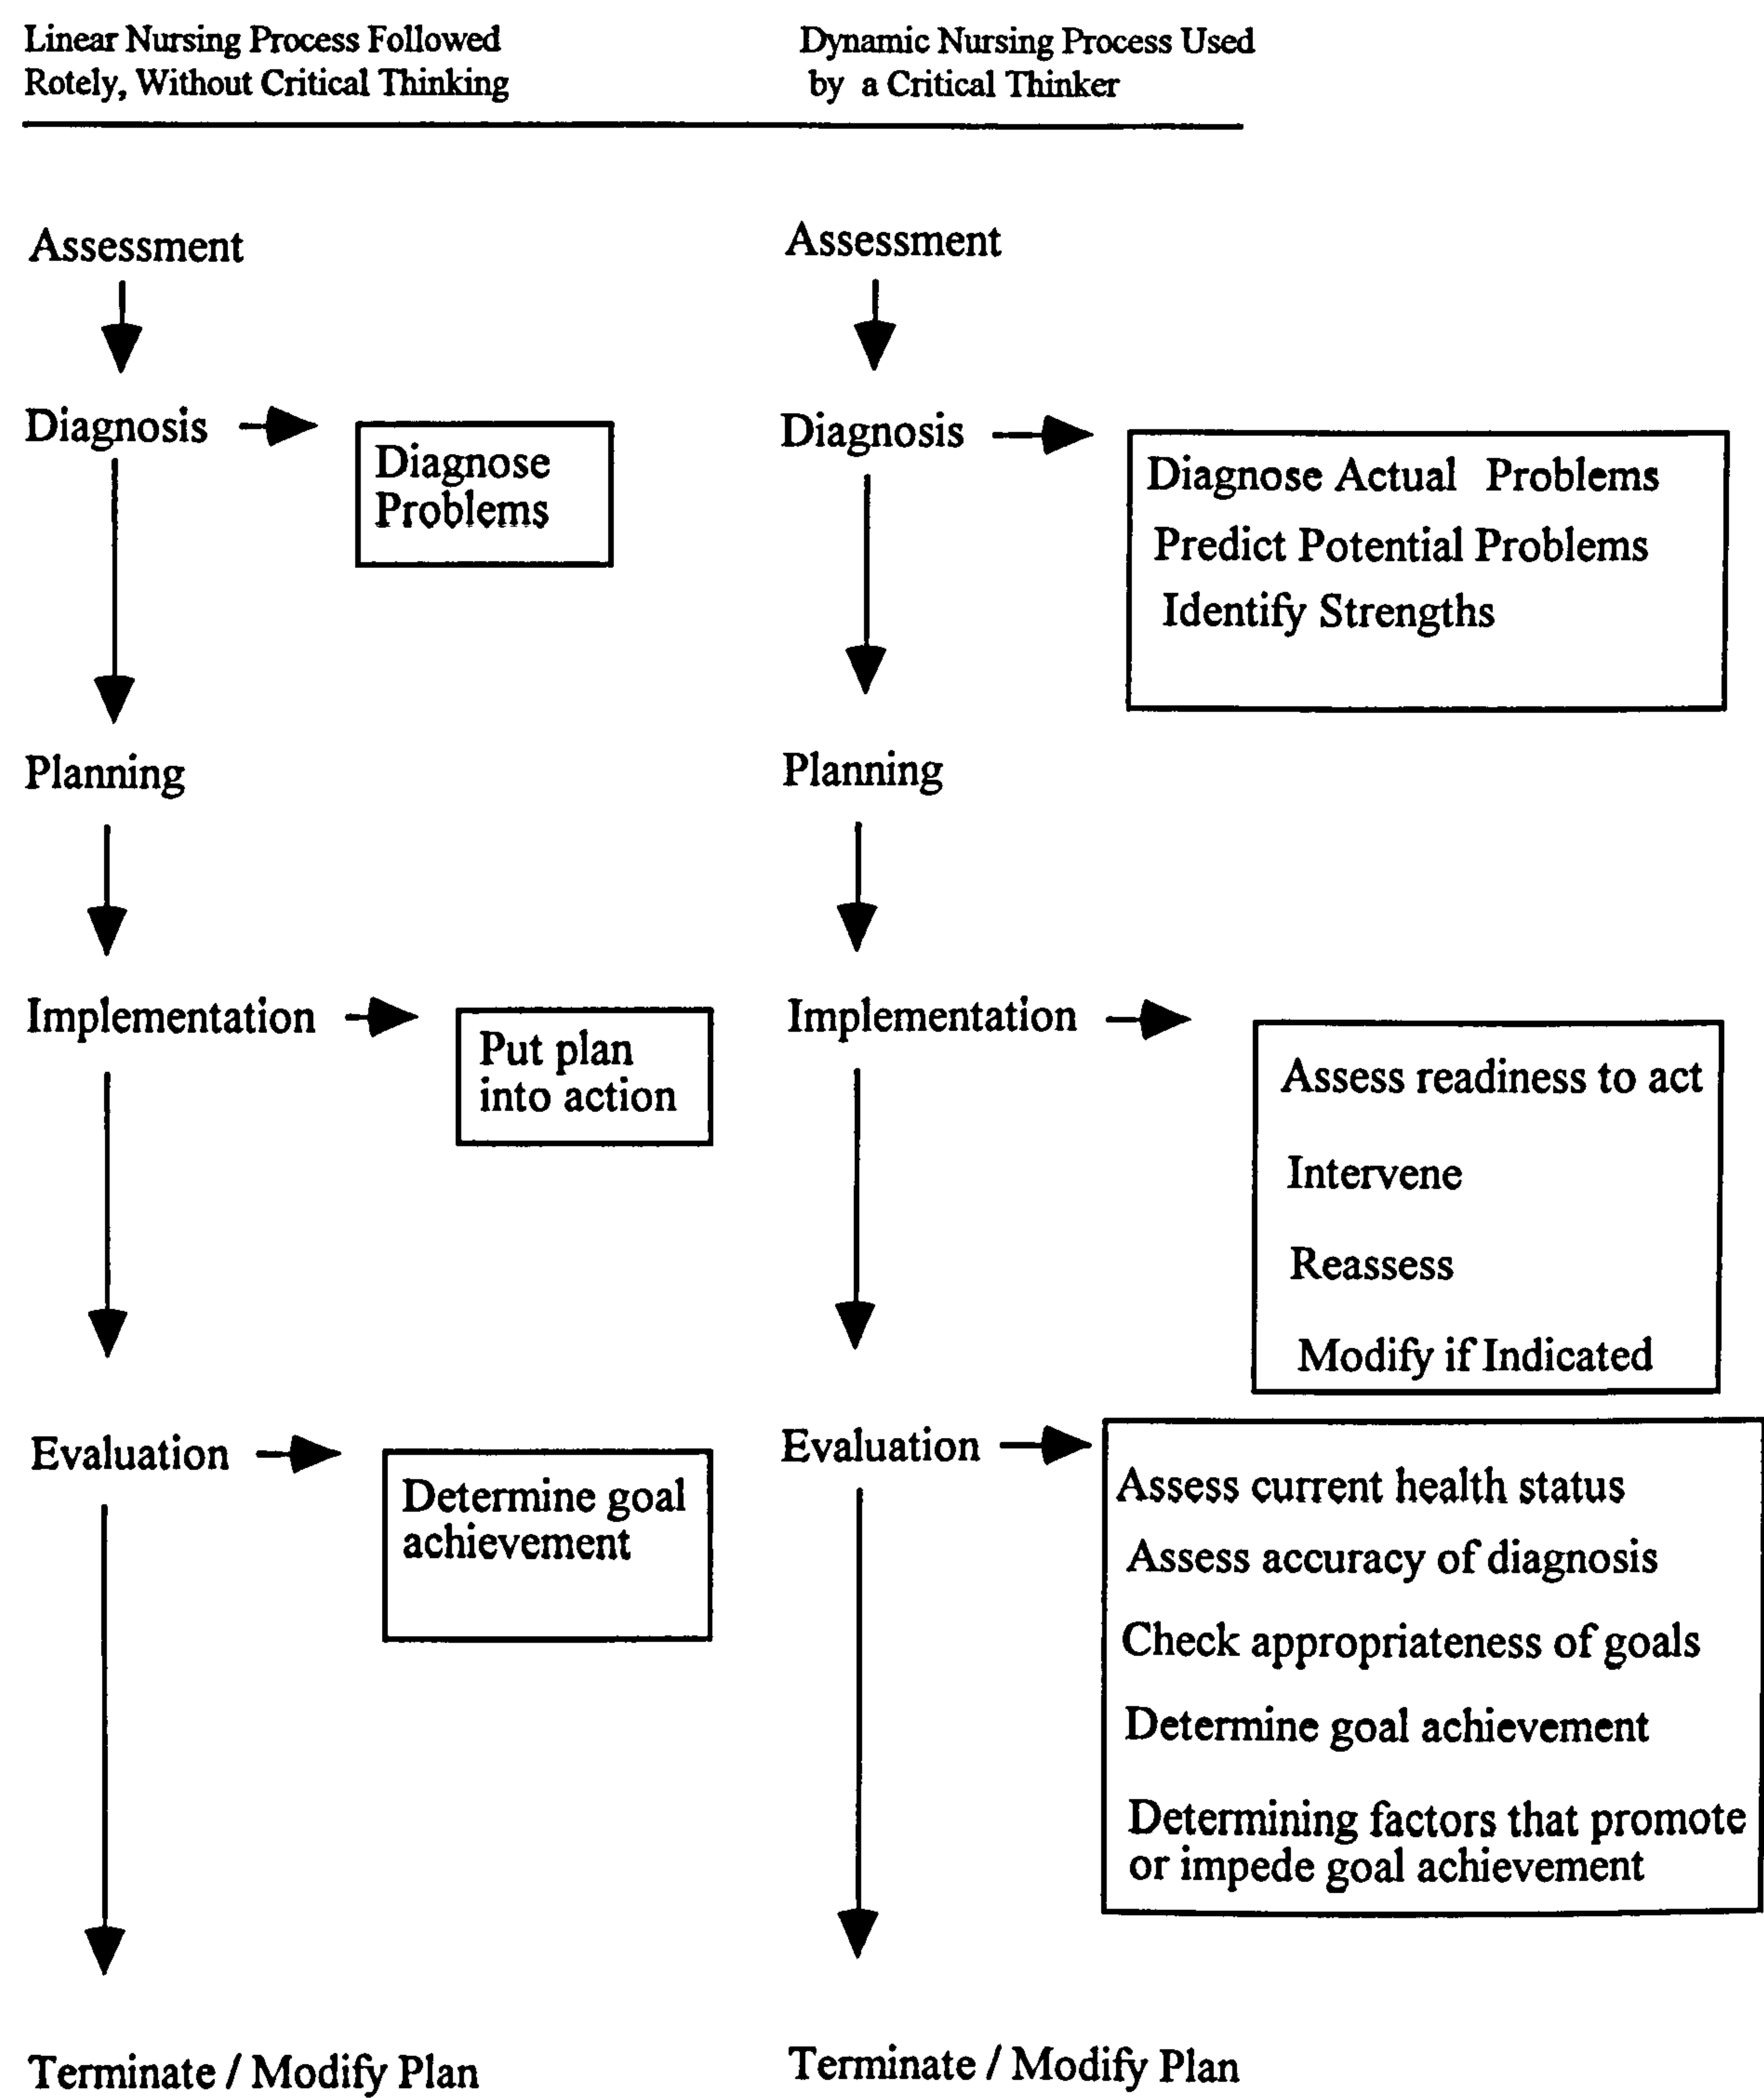 Linear Nursing Process Followed
Rotely, Without Critical Thinking
Assessment
Diagnosis
Diagnose
Problems
Planning
Implementation
Put plan
into action
Evaluation
Determine goal
achievement
Terminate / Modify Plan
Dynamic Nursing Process Used
by a Critical Thinker
Assessment
Diagnosis
Diagnose Actual Problems
Predict Potential Problems
Identify Strengths
Planning
Implementation
Assess readiness to act
Intervene
Reassess
Modify if Indicated
Evaluation
Assess current health status
Assess accuracy of diagnosis
Check appropriateness of goals
Determine goal achievement
Determining factors that promote
or impede goal achievement
Terminate / Modify Plan